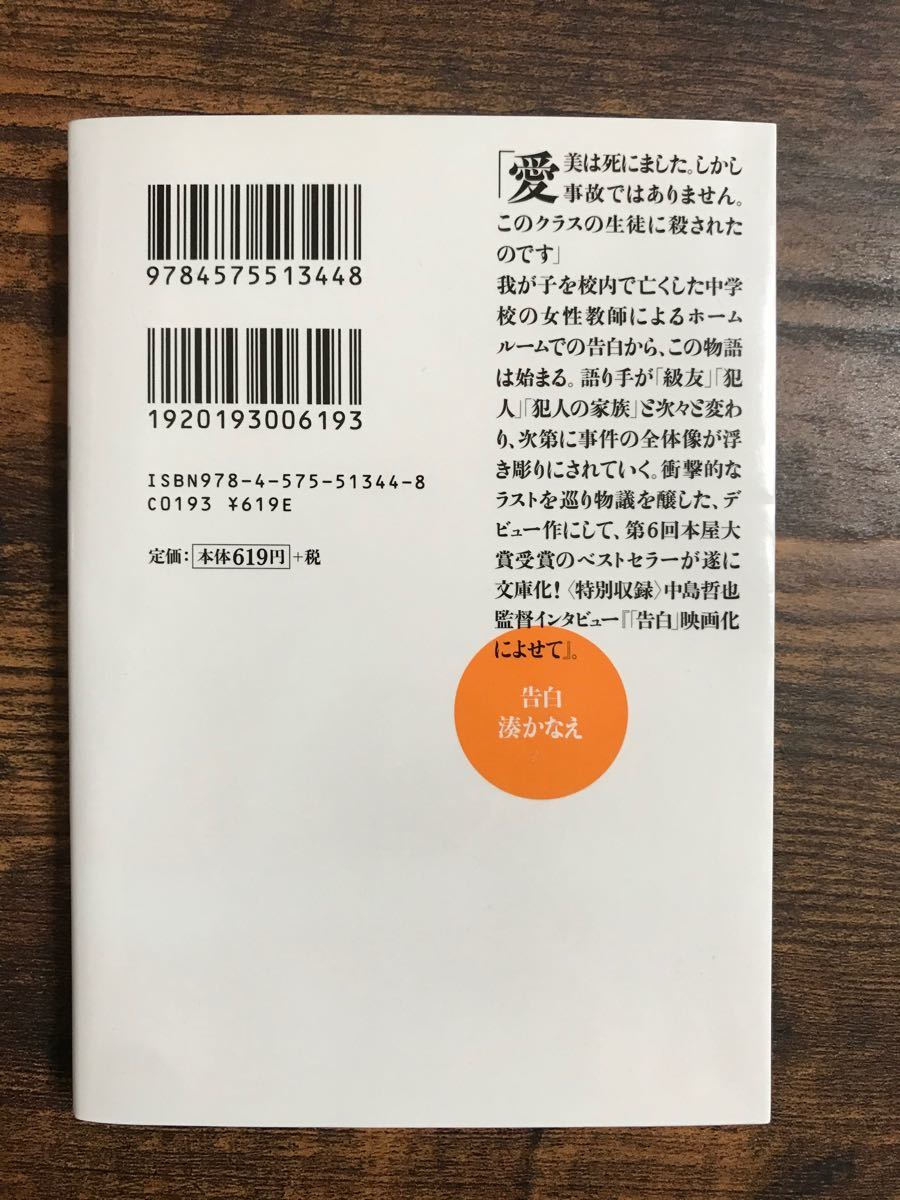 9784575513448
1920193006193
ISBN978-4-575-51344-8
C0193 ¥619E
定価:本体619円+税
「愛美は死にました。しかし
事故ではありません。
このクラスの生徒に殺された
のです」
我が子を校内で亡くした中学
校の女性教師によるホーム
ルームでの告白から、この物語
は始まる。語り手が「級友」「犯
人」「犯人の家族」と次々と変わ
り、次第に事件の全体像が浮
き彫りにされていく。衝撃的な
ラストを巡り物議を醸した、デ
ビュー作にして、第6回本屋大
賞受賞のベストセラーが遂に
文庫化!〈特別収録〉中島哲也
監督インタビュー『「告白」映画化
によせて』。
告白
湊かなえ